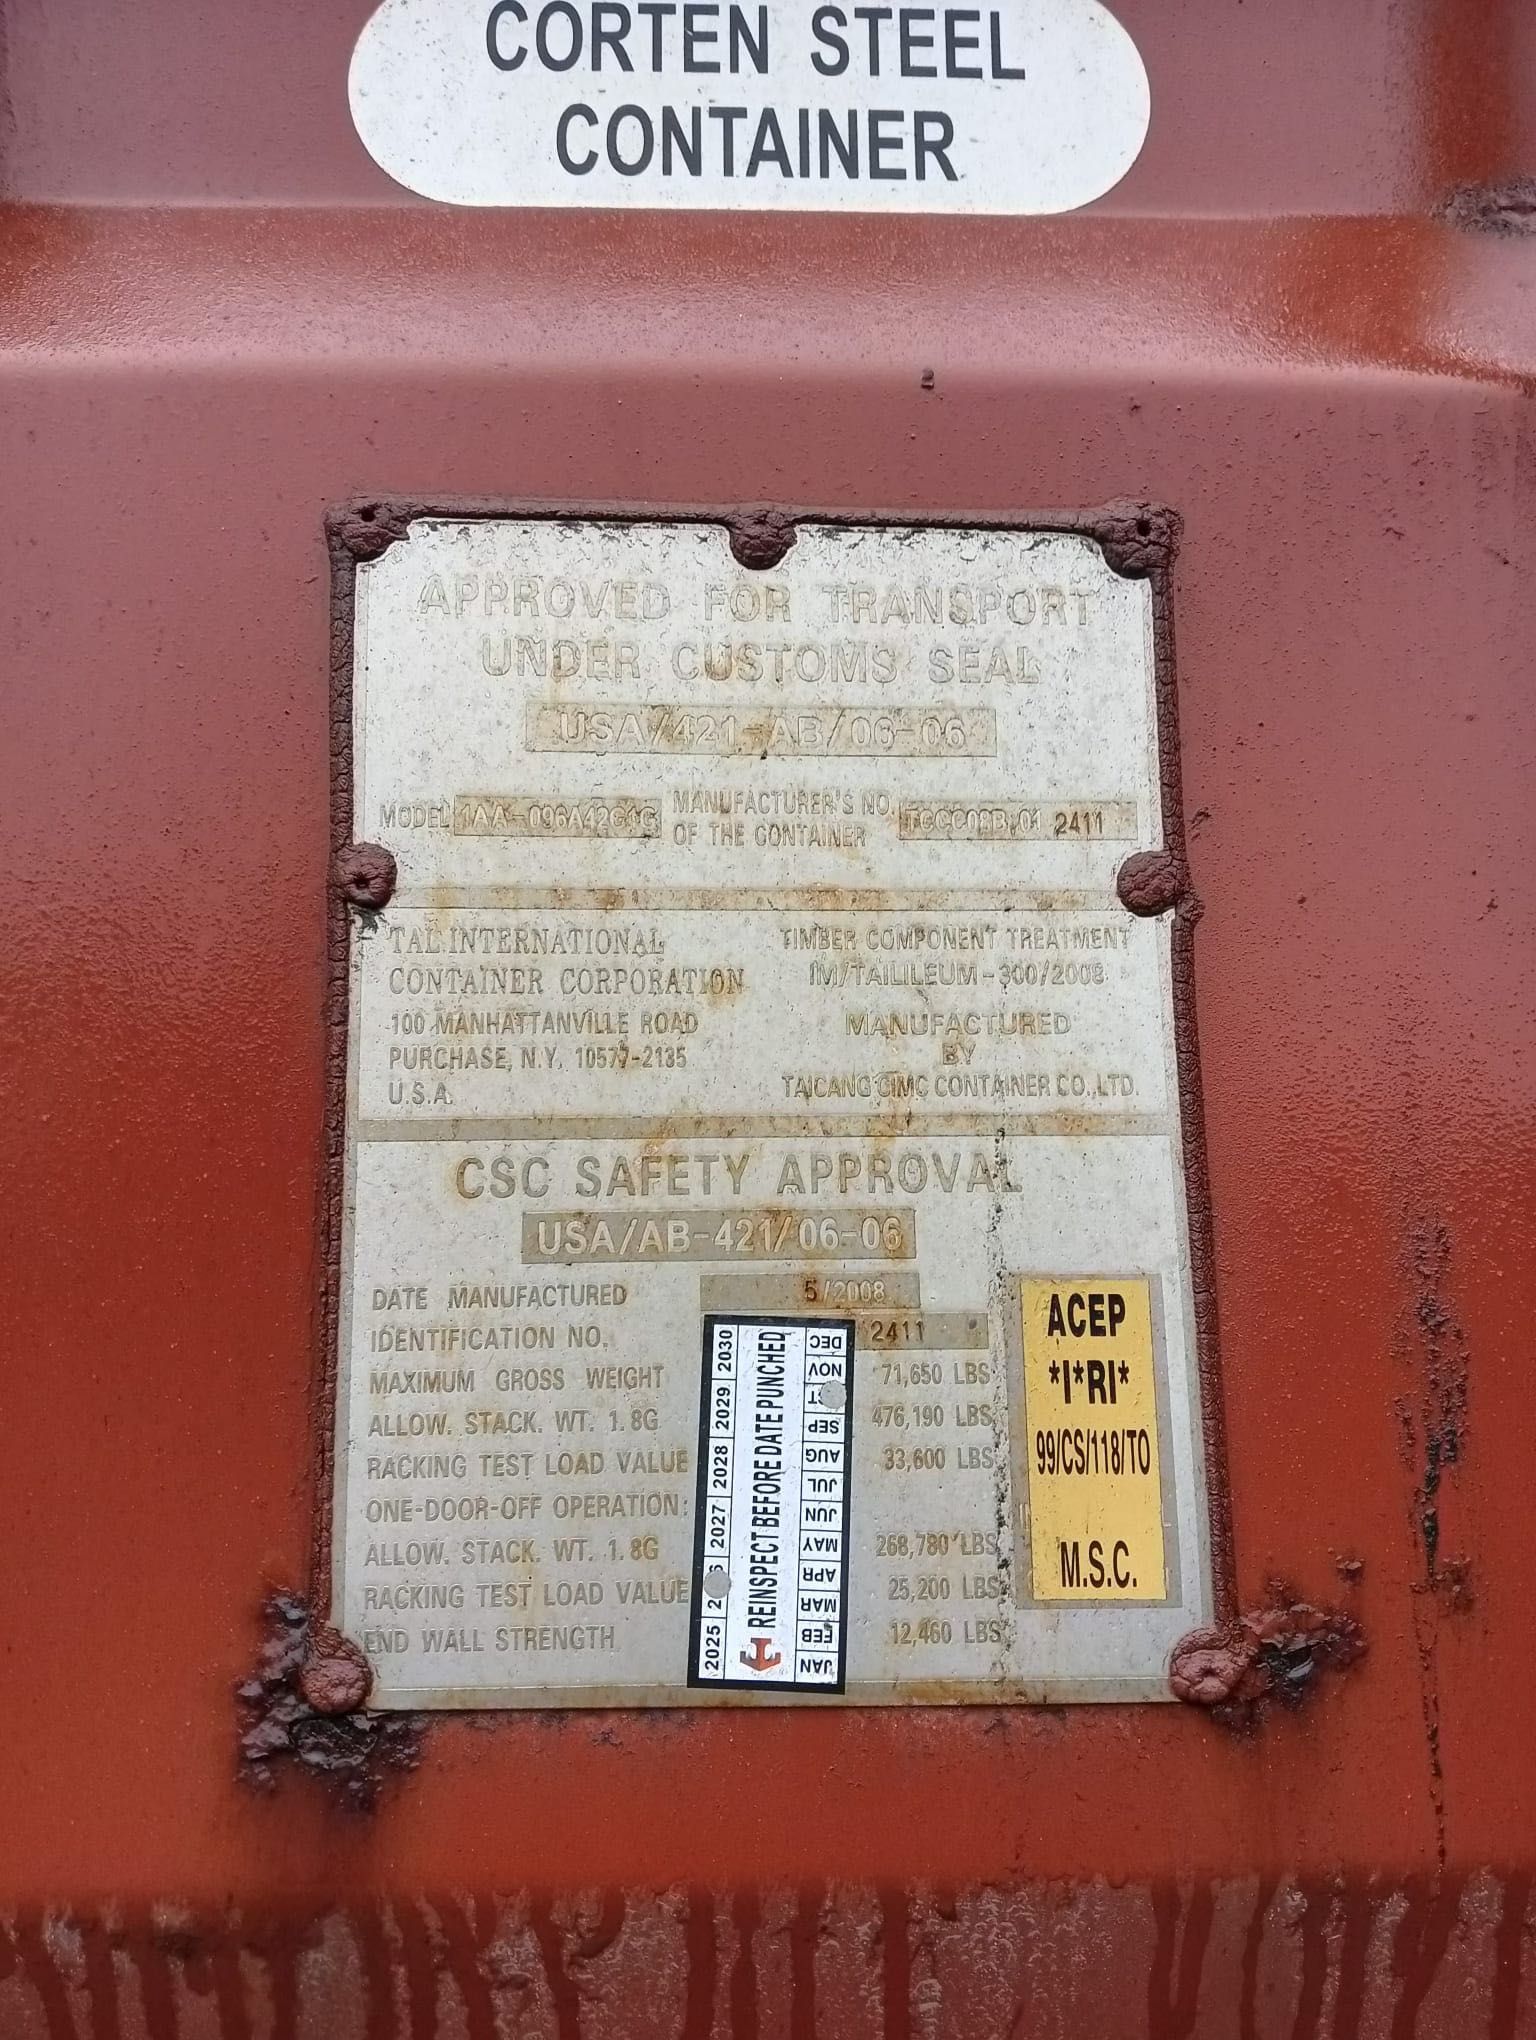 CORTEN STEEL
CONTAINER
APPROVED FOR TRANSPORT
UNDER CUSTOMS SEAL
USA/421-AB/06-06
MODEL
MANUFACTURER'S NO.
OF THE CONTAINER
2411
TAL INTERNATIONAL
CONTAINER CORPORATION
100 MANHATTANVILLE ROAD
PURCHASE, N.Y. 10577-2135
U.S.A.
TIMBER COMPONENT TREATMENT
IM/TAILILEUM-300/2008
MANUFACTURED
BY
TAICANG CIMC CONTAINER CO.,LTD.
CSC SAFETY APPROVAL
USA/AB-421/06-06
DATE MANUFACTURED 5/2008
IDENTIFICATION NO. 2411
MAXIMUM GROSS WEIGHT 71,650 LBS
ALLOW. STACK. WT. 1.8G 476,190 LBS
RACKING TEST LOAD VALUE 33,600 LBS
ONE-DOOR-OFF OPERATION:
ALLOW. STACK. WT. 1.8G 268,780 LBS
RACKING TEST LOAD VALUE 25,200 LBS
END WALL STRENGTH 12,460 LBS
2025 2027 2028 2029 2030
REINSPECT BEFORE DATE PUNCHED
JAN FEB MAR APR MAY JUN JUL AUG SEP NOV DEC
ACEP
*I*RI*
99/CS/118/TO
M.S.C.